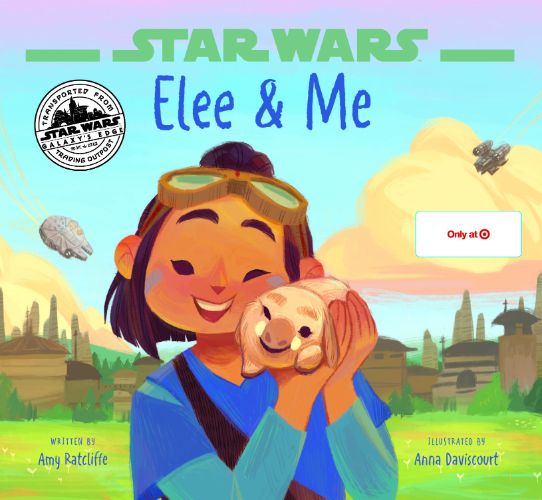 STAR WARS
Elee & Me
TRANSPORTED FROM
STAR WARS
GALAXY'S EDGE
TRADING OUTPOST
Only at
WRITTEN BY
Amy Ratcliffe
ILLUSTRATED BY
Anna Daviscourt